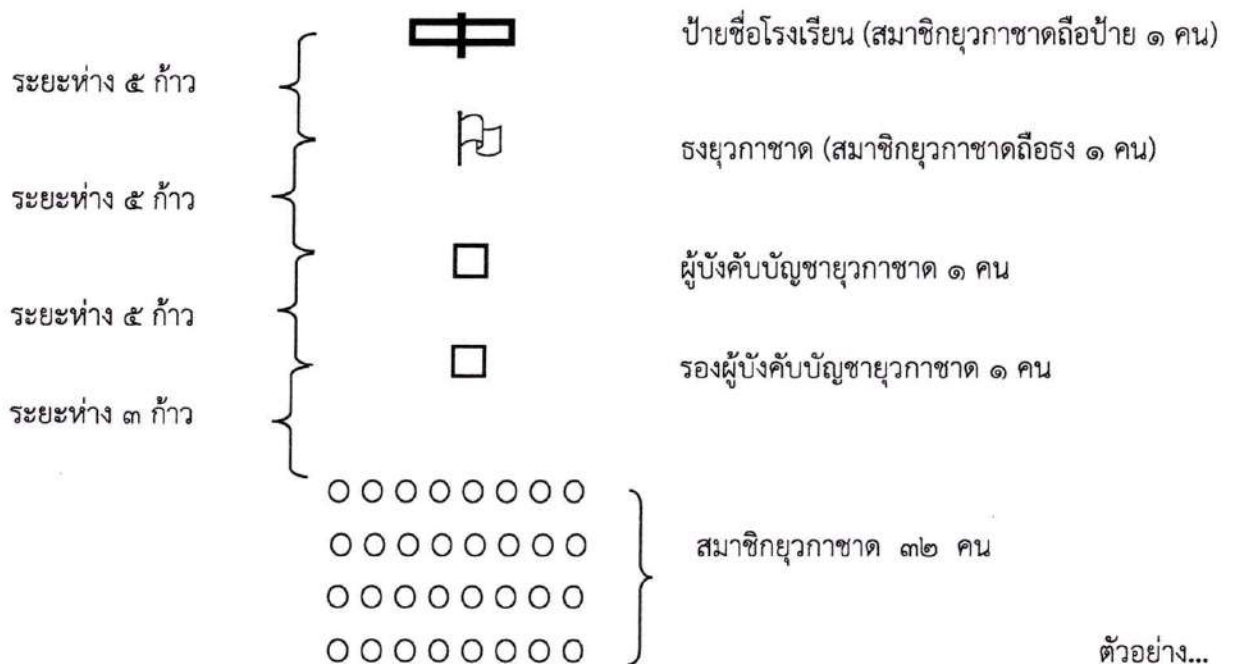 ป้ายชื่อโรงเรียน (สมาชิกยุวกาชาดถือป้าย ๑ คน)
ระยะห่าง ๕ ก้าว
ธงยุวกาชาด (สมาชิกยุวกาชาดถือธง ๑ คน)
ระยะห่าง ๕ ก้าว
ผู้บังคับบัญชายุวกาชาด ๑ คน
ระยะห่าง ๕ ก้าว
รองผู้บังคับบัญชายุวกาชาด ๑ คน
ระยะห่าง ๓ ก้าว
สมาชิกยุวกาชาด ๓๒ คน
ตัวอย่าง...